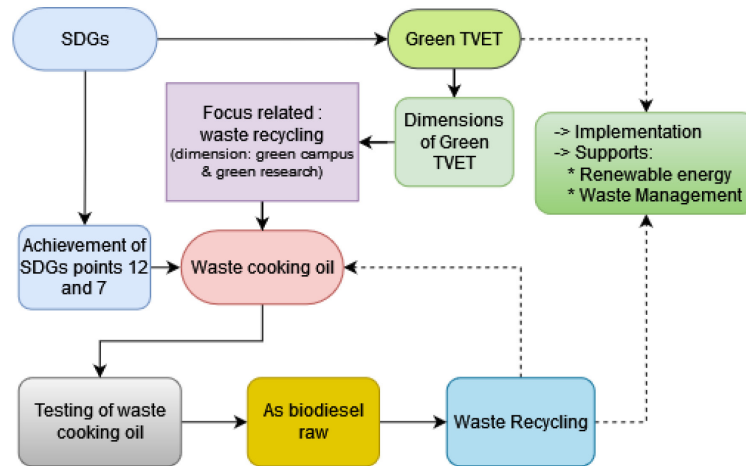 SDGs
Green TVET
Focus related :
waste recycling
(dimension: green campus
& green research)
Dimensions
of Green
TVET
-> Implementation
-> Supports:
* Renewable energy
* Waste Management
Achievement of
SDGs points 12
and 7
Waste cooking oil
Testing of waste
cooking oil
As biodiesel
raw
Waste Recycling